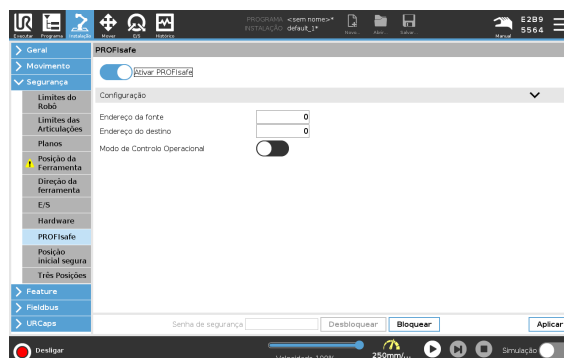 PROGRAMA <sem nome>*
INSTALAÇÃO default_1*
Executar Programa Instalação Mover E/S Histórico Novo... Abrir... Salvar... Manual
E2B9
5564
Geral
Movimento
Segurança
Limites do
Robô
Limites das
Articulações
Planos
Posição da
Ferramenta
Direção da
ferramenta
E/S
Hardware
PROFIsafe
Posição
inicial segura
Três Posições
Feature
Fieldbus
URCaps
PROFIsafe
Ativar PROFIsafe
Configuração
Endereço da fonte 0
Endereço do destino 0
Modo de Controlo Operacional
Senha de segurança Desbloquear Bloquear Aplicar
Desligar
Velocidade 100%
250mm/...
Simulação